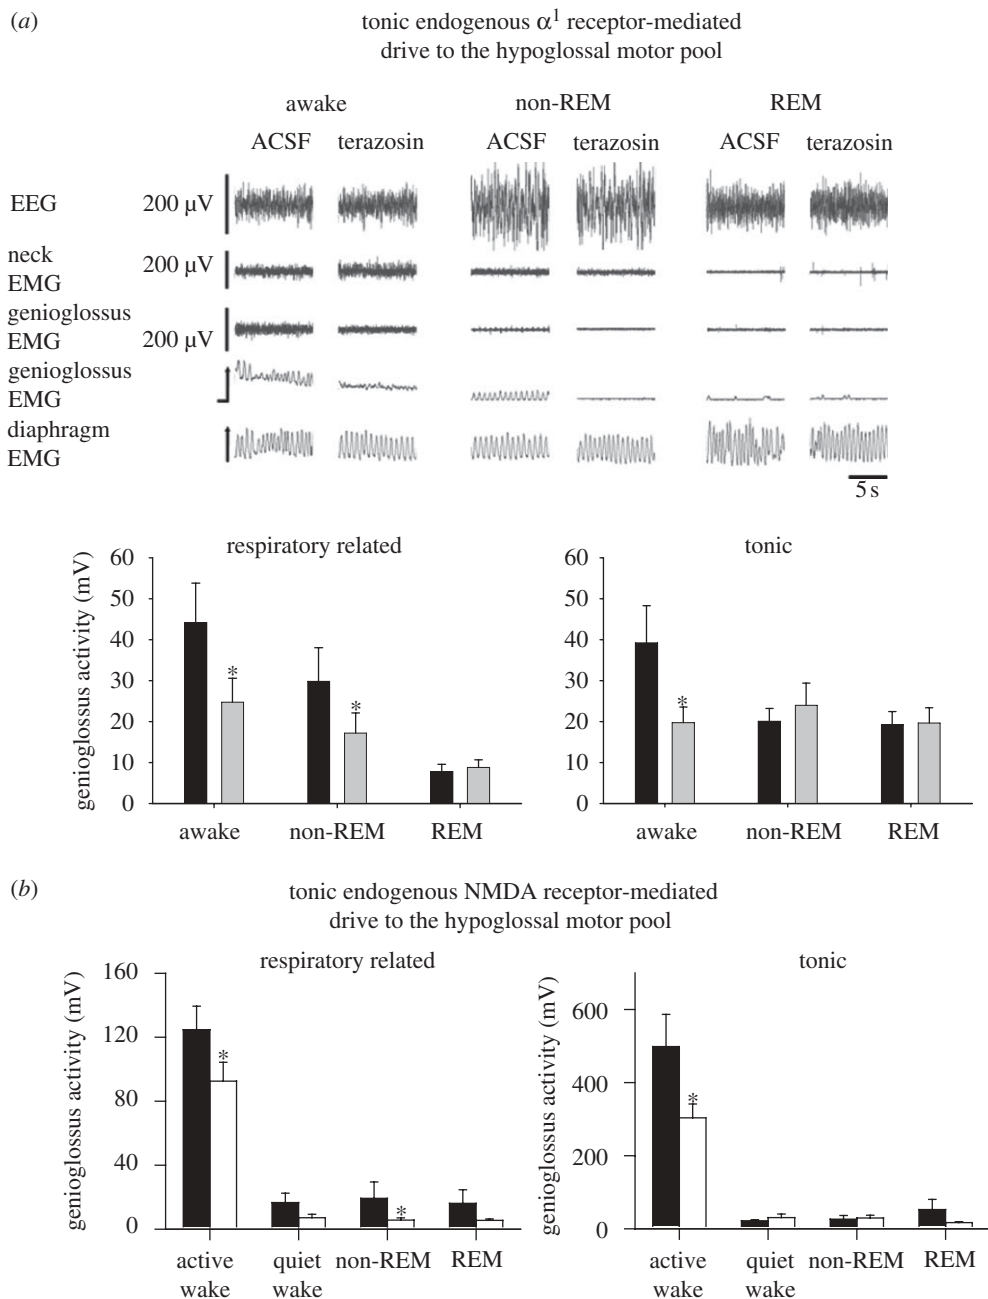 (a)
tonic endogenous α¹ receptor-mediated
drive to the hypoglossal motor pool
awake non-REM REM
ACSF terazosin ACSF terazosin ACSF terazosin
EEG 200 µV
neck
EMG 200 µV
genioglossus
EMG 200 µV
genioglossus
EMG
diaphragm
EMG
5 s
respiratory related
genioglossus activity (mV)
60
50
40
30
20
10
0
* *
awake non-REM REM
tonic
60
50
40
30
20
10
0
*
awake non-REM REM
(b)
tonic endogenous NMDA receptor-mediated
drive to the hypoglossal motor pool
respiratory related
genioglossus activity (mV)
160
120
80
40
0
* *
active wake quiet wake non-REM REM
tonic
genioglossus activity (mV)
600
400
200
0
*
active wake quiet wake non-REM REM